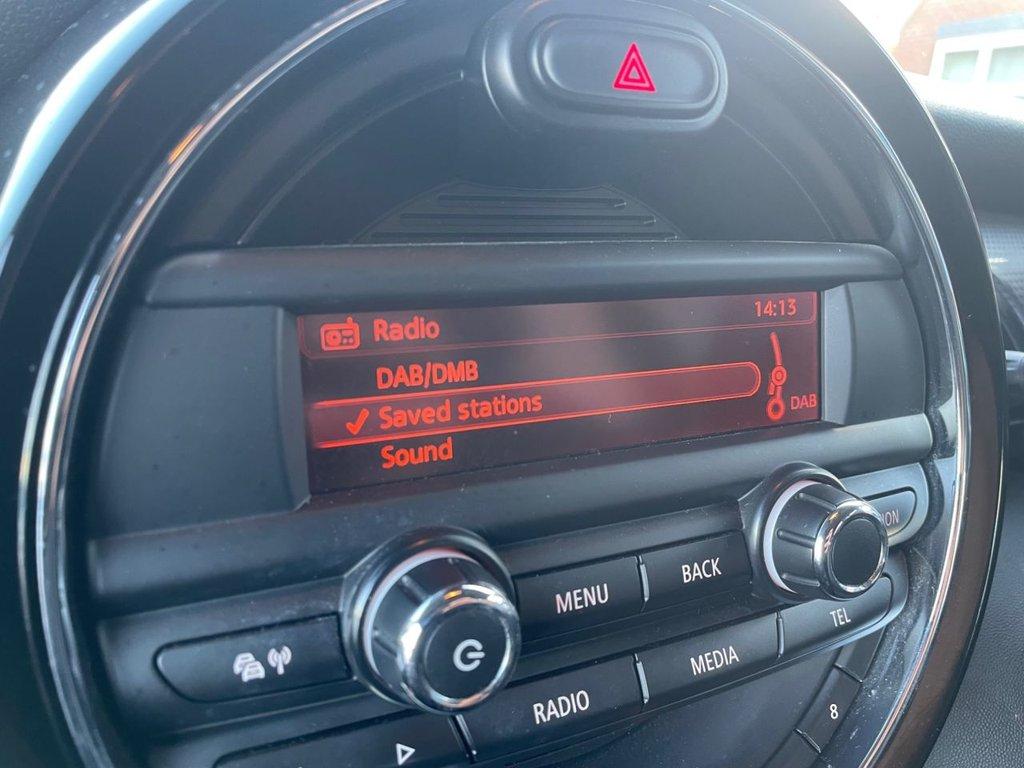 Radio 14:13
DAB/DMB
Saved stations
DAB
Sound
MENU BACK
RADIO MEDIA TEL
8